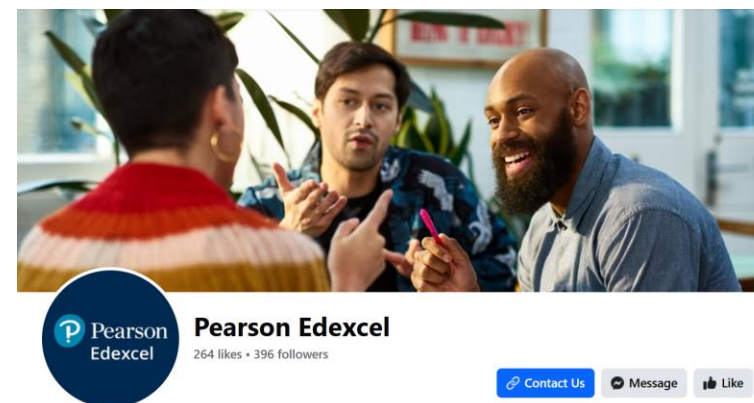 Pearson
Edexcel
Pearson Edexcel
264 likes • 396 followers
Contact Us
Message
Like